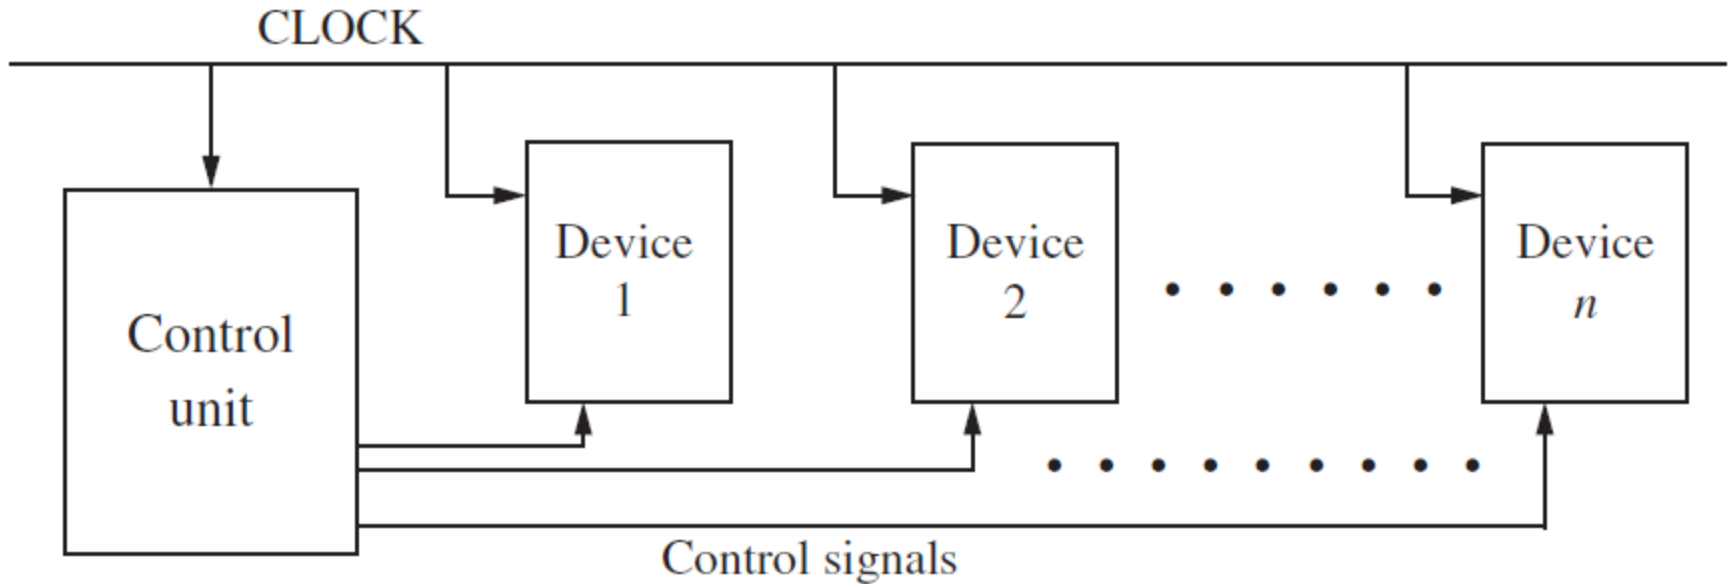 CLOCK
Control
unit
Device
1
Device
2
Device
n
Control signals